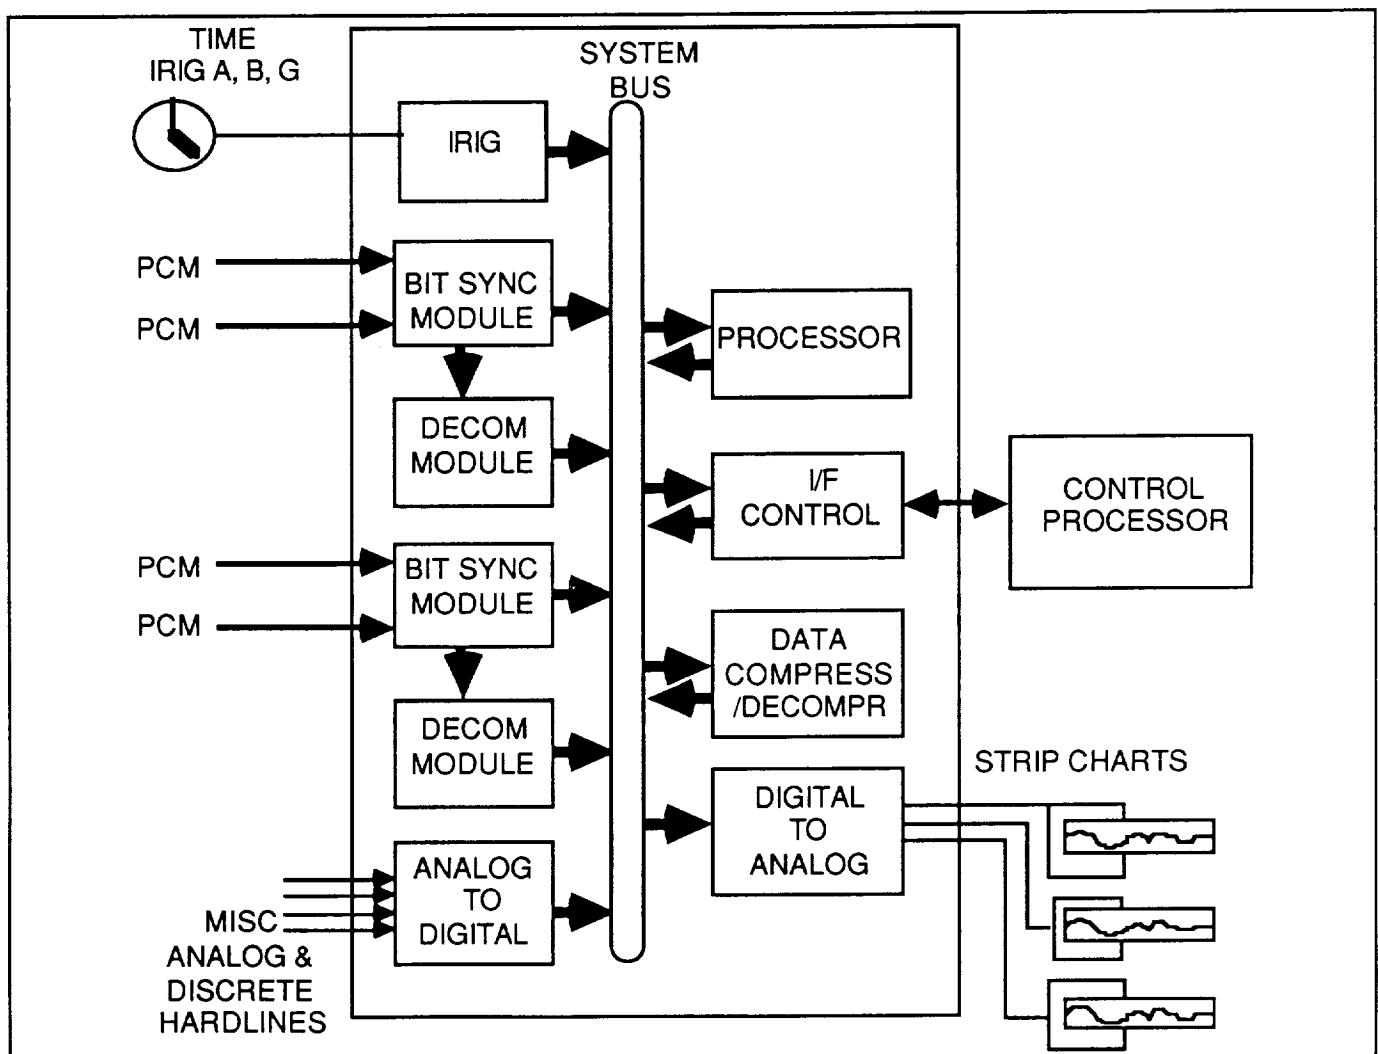 TIME
IRIG A, B, G
SYSTEM
BUS
IRIG
PCM
PCM
BIT SYNC
MODULE
PROCESSOR
DECOM
MODULE
I/F
CONTROL
CONTROL
PROCESSOR
PCM
PCM
BIT SYNC
MODULE
DATA
COMPRESS
/DECOMPR
DECOM
MODULE
STRIP CHARTS
DIGITAL
TO
ANALOG
ANALOG
TO
DIGITAL
MISC
ANALOG &
DISCRETE
HARDLINES